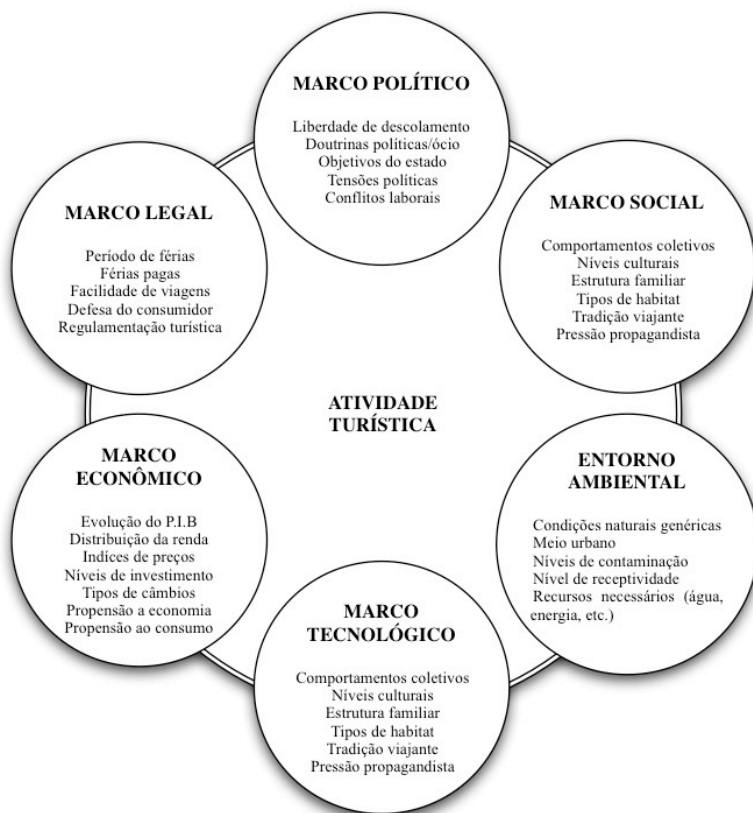 MARCO POLÍTICO
Liberdade de descolamento
Doutrinas políticas/ócio
Objetivos do estado
Tensões políticas
Conflitos laborais
MARCO LEGAL
Período de férias
Férias pagas
Facilidade de viagens
Defesa do consumidor
Regulamentação turística
MARCO SOCIAL
Comportamentos coletivos
Níveis culturais
Estrutura familiar
Tipos de habitat
Tradição viajante
Pressão propagandista
ATIVIDADE
TURÍSTICA
MARCO
ECONÔMICO
Evolução do P.I.B
Distribuição da renda
Indíces de preços
Níveis de investimento
Tipos de câmbios
Propensão a economia
Propensão ao consumo
ENTORNO
AMBIENTAL
Condições naturais genéricas
Meio urbano
Níveis de contaminação
Nível de receptividade
Recursos necessários (água,
energia, etc.)
MARCO
TECNOLÓGICO
Comportamentos coletivos
Níveis culturais
Estrutura familiar
Tipos de habitat
Tradição viajante
Pressão propagandista